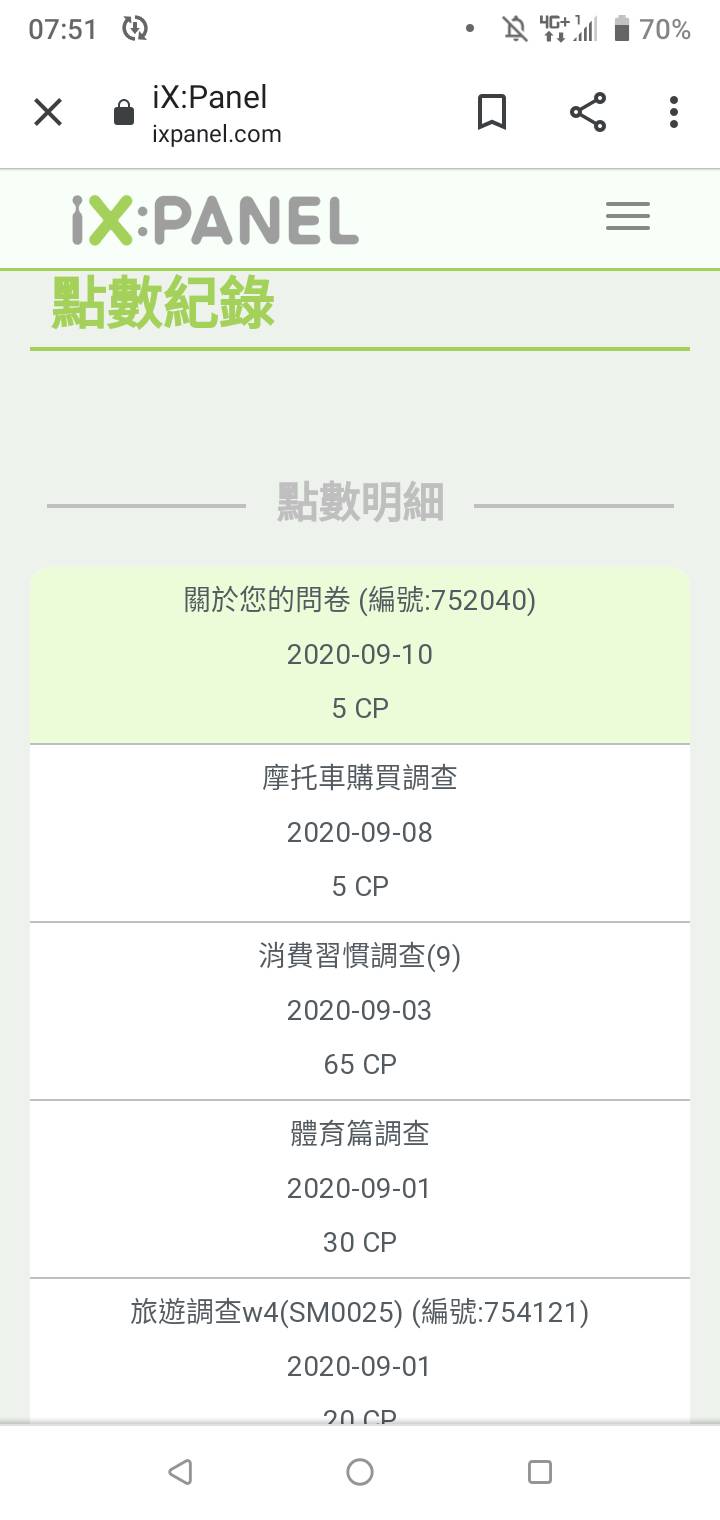 07:51
4G+ 1 70%
iX:Panel
ixpanel.com
iX:PANEL
點數紀錄
點數明細
關於您的問卷 (編號:752040)
2020-09-10
5 CP
摩托車購買調查
2020-09-08
5 CP
消費習慣調查(9)
2020-09-03
65 CP
體育篇調查
2020-09-01
30 CP
旅遊調查w4(SM0025) (編號:754121)
2020-09-01
20 CP